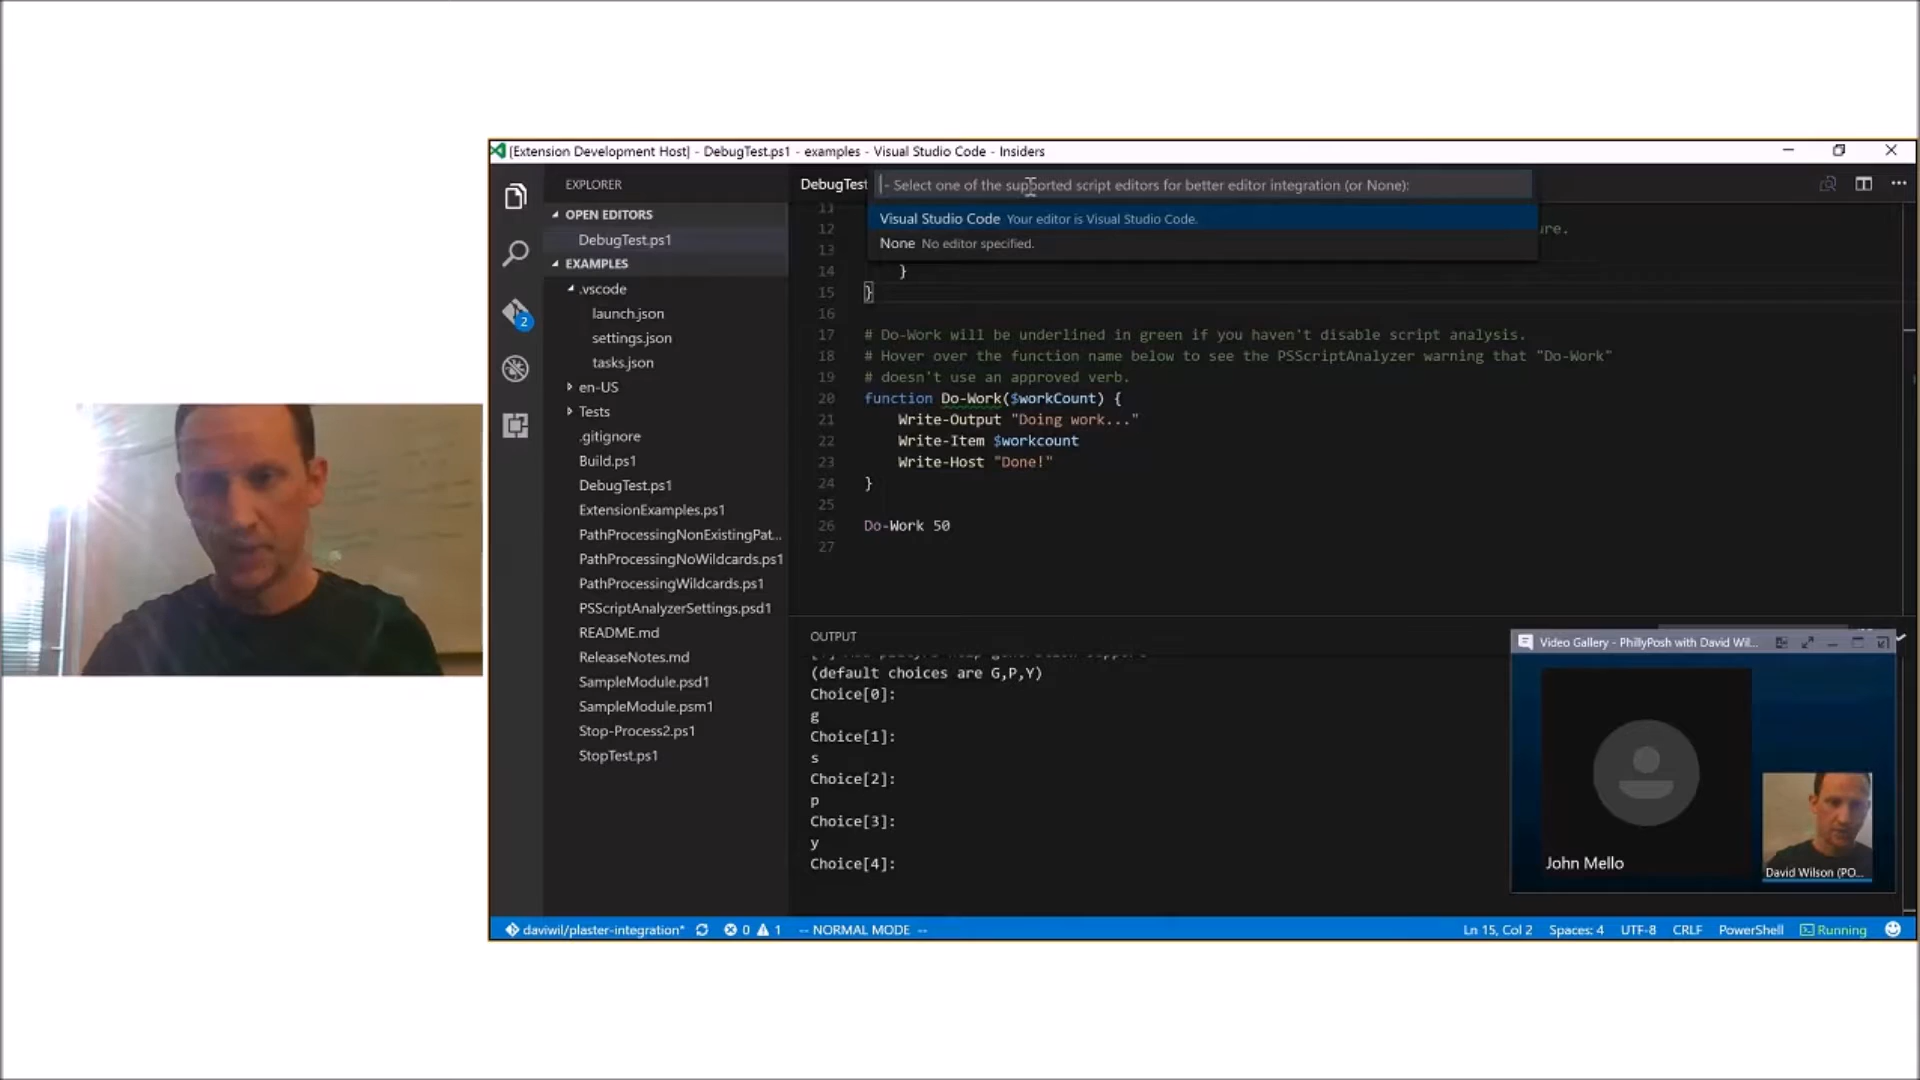 [Extension Development Host] - DebugTest.ps1 - examples - Visual Studio Code - Insiders
EXPLORER
OPEN EDITORS
DebugTest.ps1
EXAMPLES
.vscode
launch.json
settings.json
tasks.json
en-US
Tests
.gitignore
Build.ps1
DebugTest.ps1
ExtensionExamples.ps1
PathProcessingNonExistingPat...
PathProcessingNoWildcards.ps1
PathProcessingWildcards.ps1
PSScriptAnalyzerSettings.psd1
README.md
ReleaseNotes.md
SampleModule.psd1
SampleModule.psm1
Stop-Process2.ps1
StopTest.ps1
2
DebugTest
- Select one of the supported script editors for better editor integration (or None):
Visual Studio Code Your editor is Visual Studio Code.
None No editor specified.
11
12 ure.
13
14 }
15 }
16
17 # Do-Work will be underlined in green if you haven't disable script analysis.
18 # Hover over the function name below to see the PSScriptAnalyzer warning that "Do-Work"
19 # doesn't use an approved verb.
20 function Do-Work($workCount) {
21 Write-Output "Doing work..."
22 Write-Item $workcount
23 Write-Host "Done!"
24 }
25
26 Do-Work 50
27
OUTPUT
(default choices are G,P,Y)
Choice[0]:
g
Choice[1]:
s
Choice[2]:
p
Choice[3]:
y
Choice[4]:
Video Gallery - PhillyPosh with David Wil...
John Mello
David Wilson (PO...
daviwil/plaster-integration* 0 1 -- NORMAL MODE -- Ln 15, Col 2 Spaces: 4 UTF-8 CRLF PowerShell Running